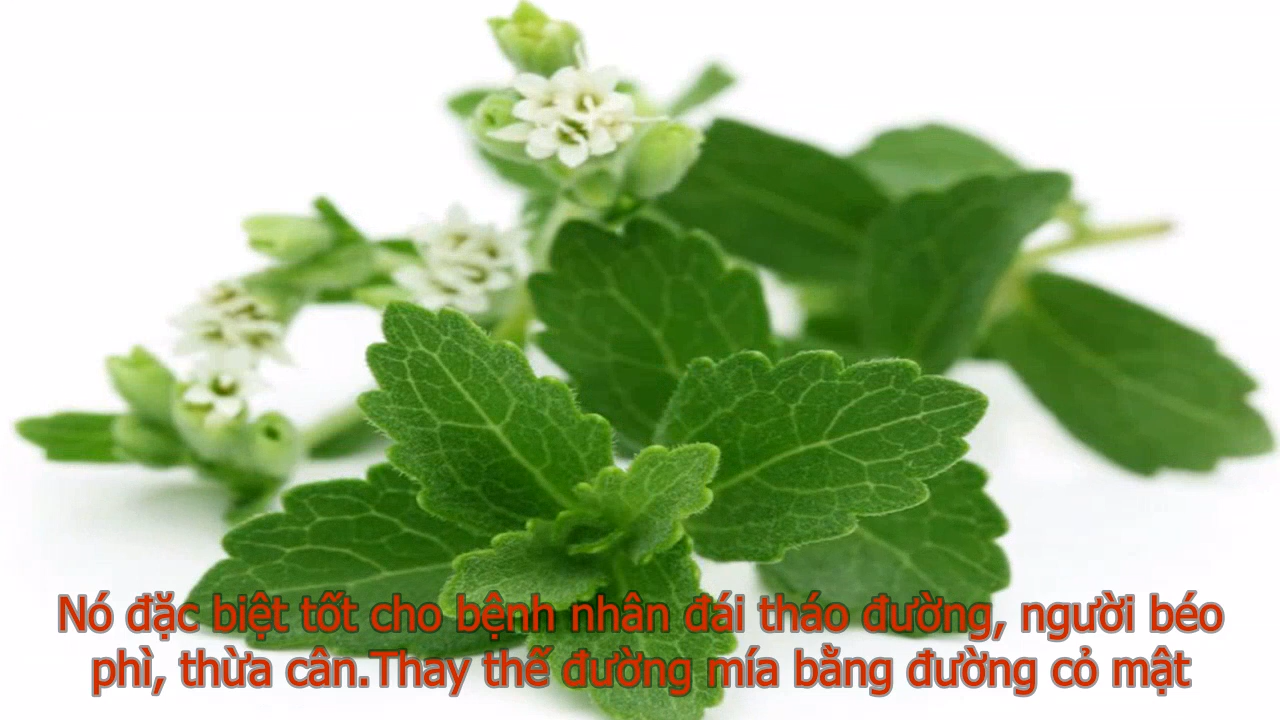 Nó đặc biệt tốt cho bệnh nhân đái tháo đường, người béo
phì, thừa cân.Thay thế đường mía bằng đường cỏ mật